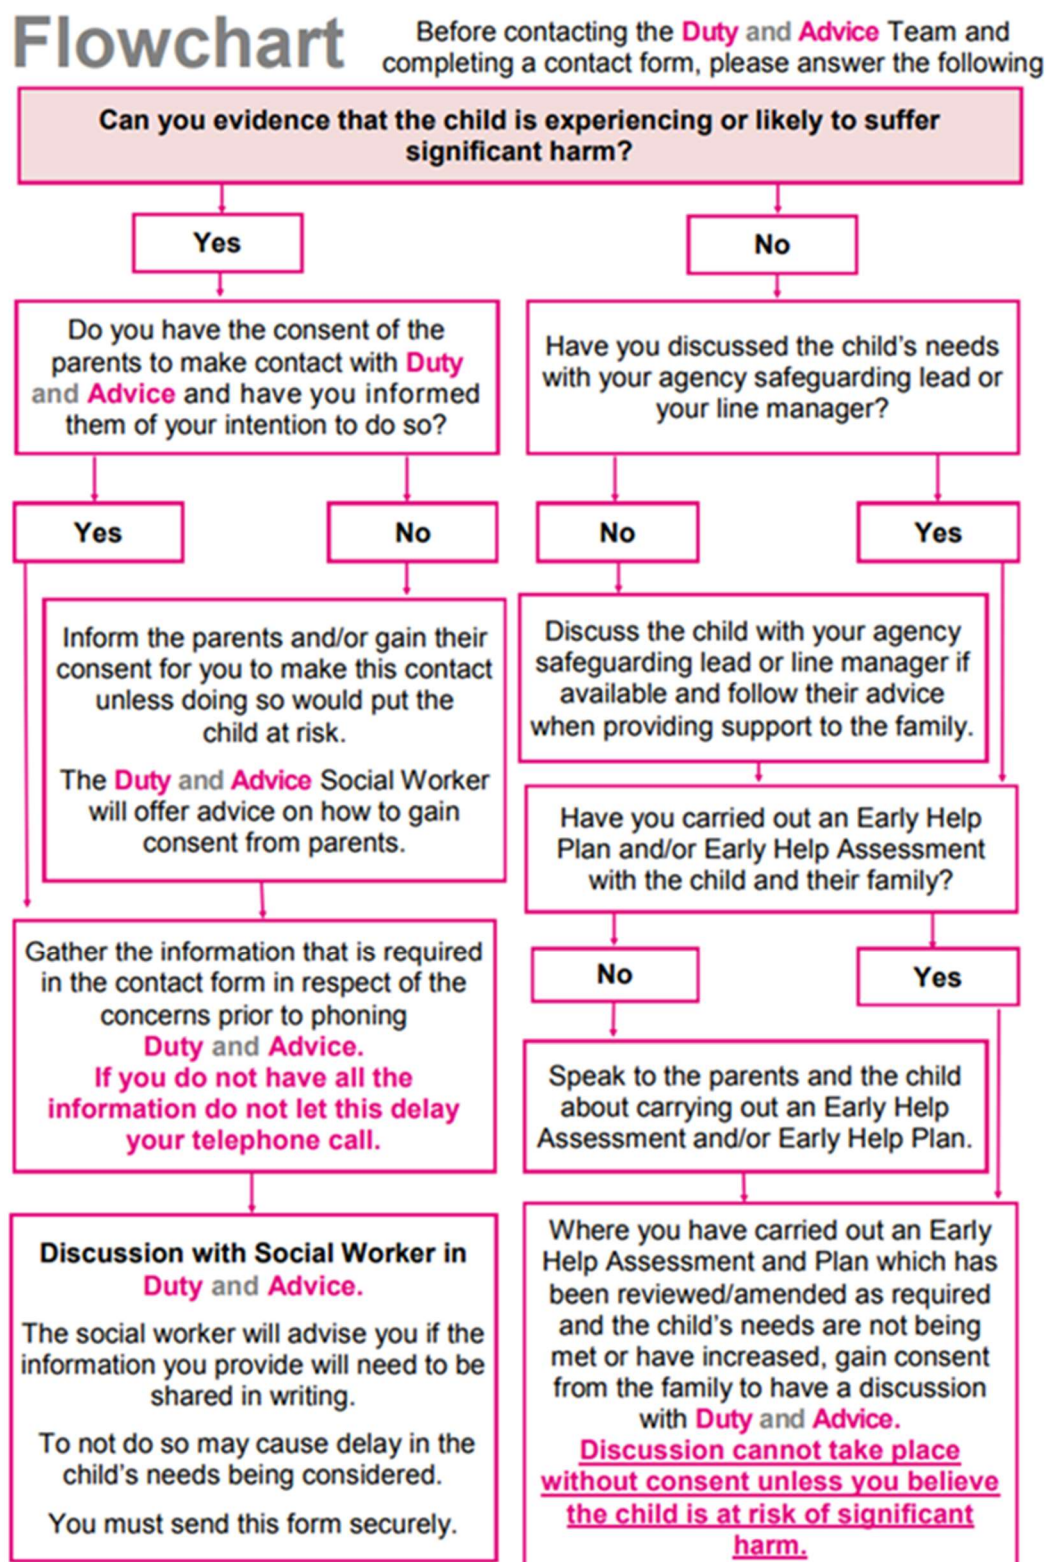 Flowchart
Before contacting the Duty and Advice Team and
completing a contact form, please answer the following
Can you evidence that the child is experiencing or likely to suffer
significant harm?
Yes
No
Do you have the consent of the
parents to make contact with Duty
and Advice and have you informed
them of your intention to do so?
Have you discussed the child's needs
with your agency safeguarding lead or
your line manager?
Yes
No
No
Yes
Inform the parents and/or gain their
consent for you to make this contact
unless doing so would put the
child at risk.
The Duty and Advice Social Worker
will offer advice on how to gain
consent from parents.
Discuss the child with your agency
safeguarding lead or line manager if
available and follow their advice
when providing support to the family.
Have you carried out an Early Help
Plan and/or Early Help Assessment
with the child and their family?
Gather the information that is required
in the contact form in respect of the
concerns prior to phoning
Duty and Advice.
If you do not have all the
information do not let this delay
your telephone call.
No
Yes
Speak to the parents and the child
about carrying out an Early Help
Assessment and/or Early Help Plan.
Discussion with Social Worker in
Duty and Advice.
The social worker will advise you if the
information you provide will need to be
shared in writing.
To not do so may cause delay in the
child's needs being considered.
You must send this form securely.
Where you have carried out an Early
Help Assessment and Plan which has
been reviewed/amended as required
and the child's needs are not being
met or have increased, gain consent
from the family to have a discussion
with Duty and Advice.
Discussion cannot take place
without consent unless you believe
the child is at risk of significant
harm.